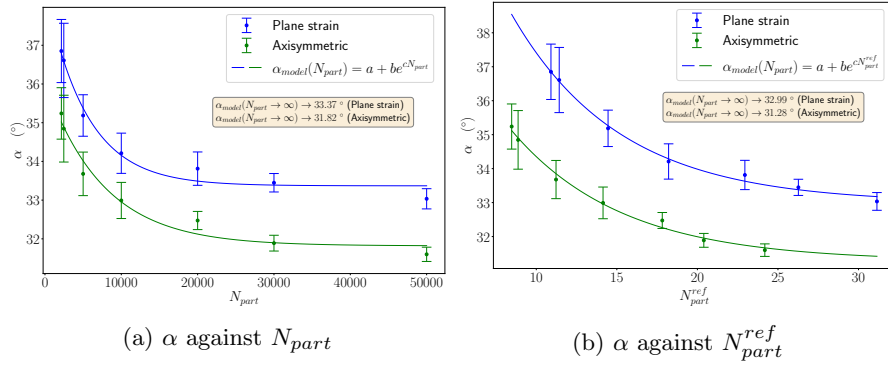 Plane strain
Axisymmetric
α_model(N_part) = a + be^{cN_part}
α_model(N_part → ∞) → 33.37 ° (Plane strain)
α_model(N_part → ∞) → 31.82 ° (Axisymmetric)
37
36
35
34
33
32
α (°)
0
10000
20000
30000
40000
50000
N_part
(a) α against N_part
Plane strain
Axisymmetric
α_model(N_part) = a + be^{cN_part^ref}
α_model(N_part → ∞) → 32.99 ° (Plane strain)
α_model(N_part → ∞) → 31.28 ° (Axisymmetric)
38
37
36
35
34
33
32
α (°)
10
15
20
25
30
N_part^ref
(b) α against N_part^ref